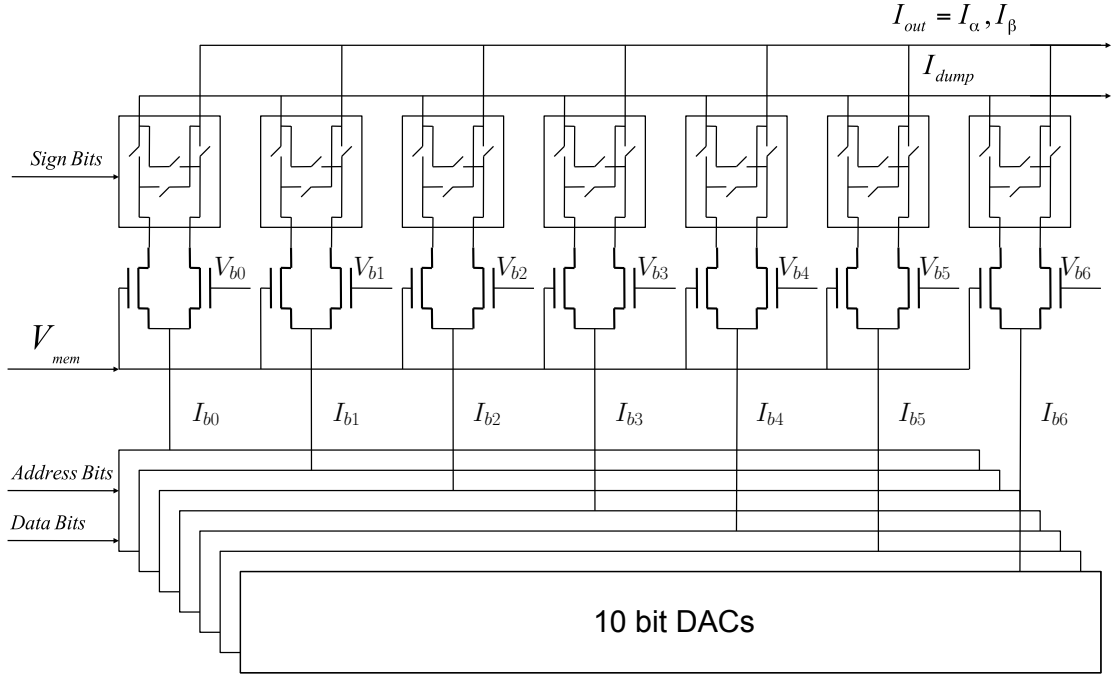 I_out = I_α , I_β
I_dump
Sign Bits
V_b0 V_b1 V_b2 V_b3 V_b4 V_b5 V_b6
V_mem
I_b0 I_b1 I_b2 I_b3 I_b4 I_b5 I_b6
Address Bits
Data Bits
10 bit DACs